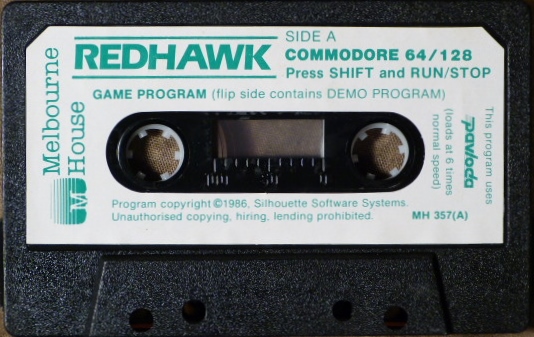 Melbourne
House
M
REDHAWK
SIDE A
COMMODORE 64/128
Press SHIFT and RUN/STOP
GAME PROGRAM (flip side contains DEMO PROGRAM)
This program uses
pavloda
(loads at 6 times
normal speed)
Program copyright ©1986, Silhouette Software Systems.
Unauthorised copying, hiring, lending prohibited.
MH 357(A)